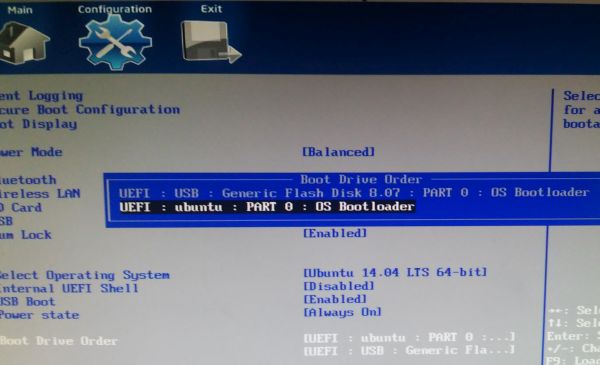 Main Configuration Exit
ent Logging
cure Boot Configuration
ot Display
ower Mode [Balanced]
Boot Drive Order
UEFI : USB : Generic Flash Disk 8.07 : PART 0 : OS Bootloader
UEFI : ubuntu : PART 0 : OS Bootloader
luetooth
ireless LAN
D Card
SB
um Lock [Enabled]
Select Operating System [Ubuntu 14.04 LTS 64-bit]
Internal UEFI Shell [Disabled]
USB Boot [Enabled]
Power state [Always On]
Boot Drive Order [UEFI : ubuntu : PART 0 :...]
[UEFI : USB : Generic Fla...]
Selec
for a
boota
↔: Sel
↑↓: Sel
Enter: S
+/-: Cha
F9: Load